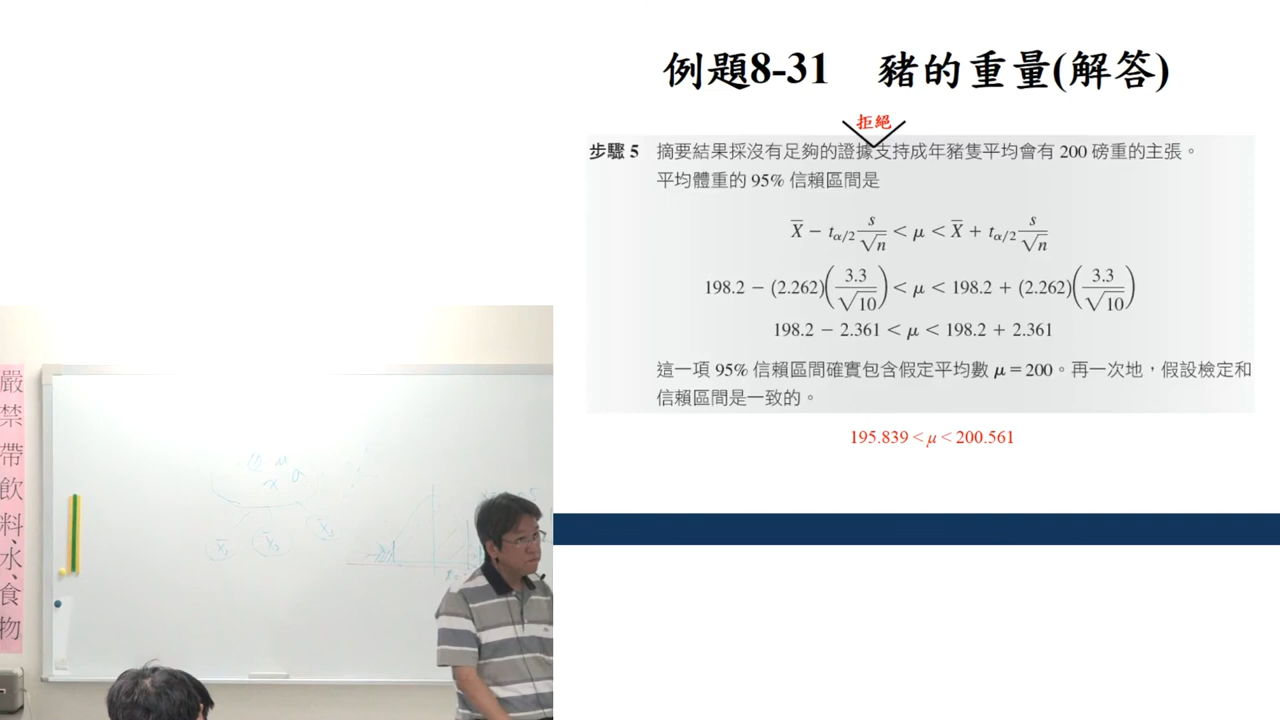 例題8-31 豬的重量(解答)
拒絕
步驟 5 摘要結果採沒有足夠的證據支持成年豬隻平均會有 200 磅重的主張。
平均體重的 95% 信賴區間是
X̄ − t_{α/2} s/√n < μ < X̄ + t_{α/2} s/√n
198.2 − (2.262)(3.3/√10) < μ < 198.2 + (2.262)(3.3/√10)
198.2 − 2.361 < μ < 198.2 + 2.361
這一項 95% 信賴區間確實包含假定平均數 μ = 200。再一次地，假設檢定和
信賴區間是一致的。
195.839 < μ < 200.561
嚴禁帶飲料、水、食物